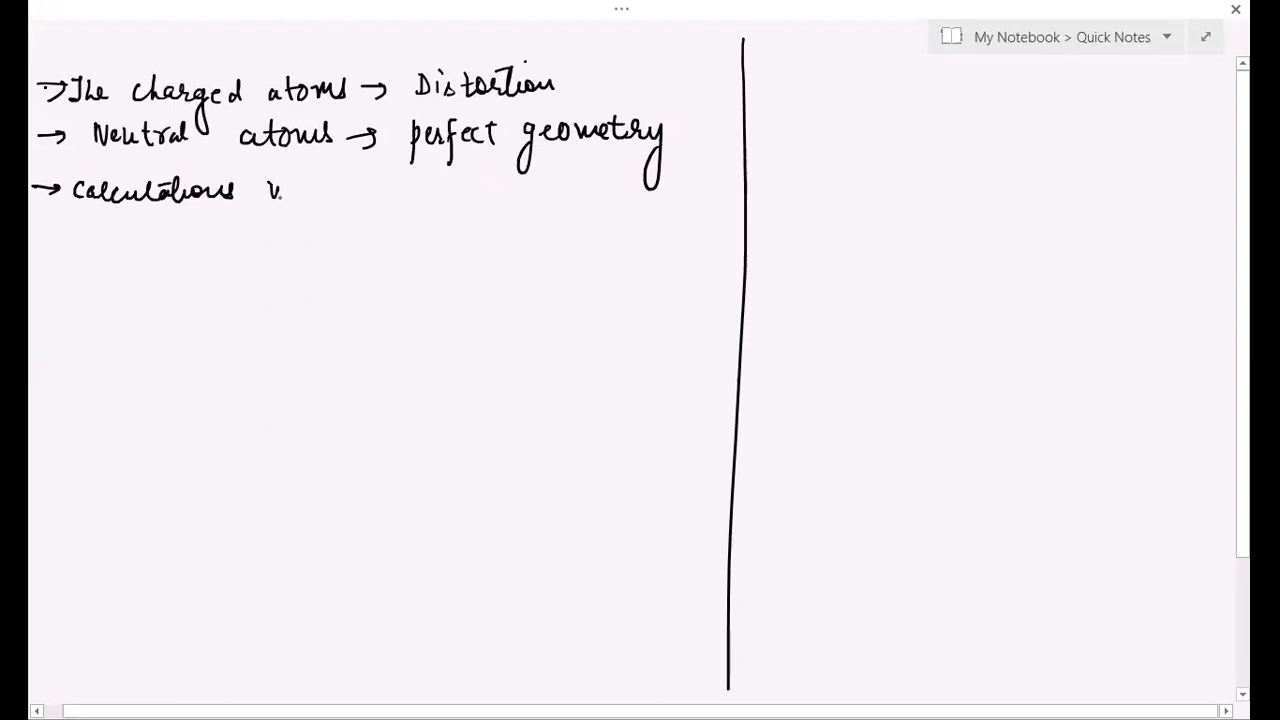 My Notebook > Quick Notes
→ The charged atoms → Distortion
→ Neutral atoms → perfect geometry
→ Calculations